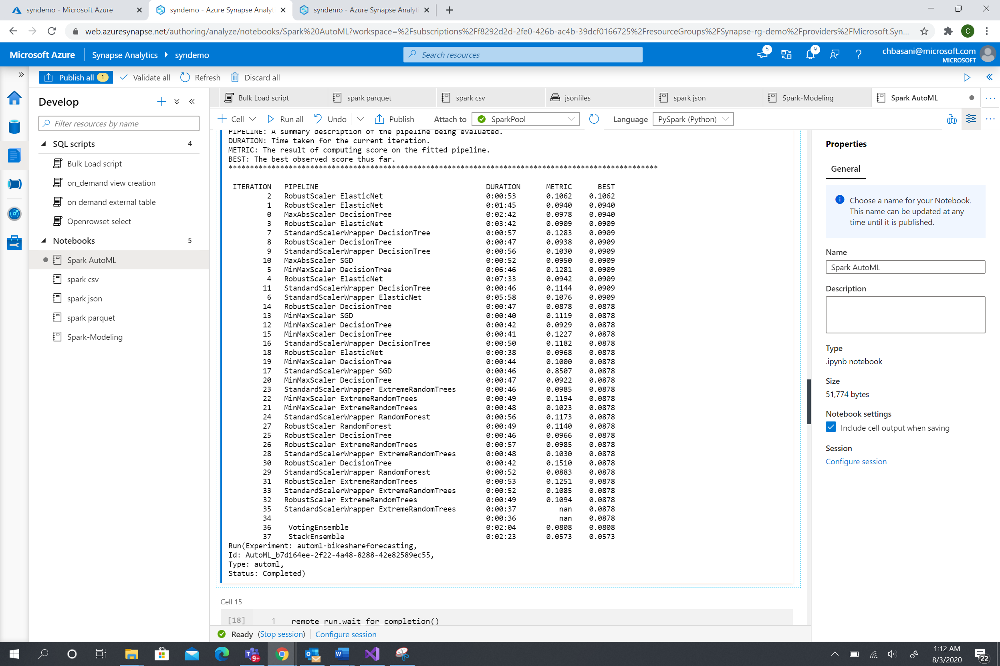 syndemo - Microsoft Azure
syndemo - Azure Synapse Analyt
syndemo - Azure Synapse Analyt
web.azuresynapse.net/authoring/analyze/notebooks/Spark%20AutoML?workspace=%2Fsubscriptions%2Ff8292d2d-2fe0-426b-ac4b-39dcf0166725%2FresourceGroups%2FSynapse-rg-demo%2Fproviders%2FMicrosoft.Syn...
C
Microsoft Azure
Synapse Analytics
syndemo
Search resources
5
9
chbasani@microsoft.com
MICROSOFT
Publish all 1
Validate all
Refresh
Discard all
Develop
Filter resources by name
SQL scripts 4
Bulk Load script
on_demand view creation
on demand external table
Openrowset select
Notebooks 5
Spark AutoML
spark csv
spark json
spark parquet
Spark-Modeling
Bulk Load script
spark parquet
spark csv
jsonfiles
spark json
Spark-Modeling
Spark AutoML
Cell
Run all
Undo
Publish
Attach to
SparkPool
Language
PySpark (Python)
PIPELINE: A summary description of the pipeline being evaluated.
DURATION: Time taken for the current iteration.
METRIC: The result of computing score on the fitted pipeline.
BEST: The best observed score thus far.
****************************************************************************************************
ITERATION PIPELINE DURATION METRIC BEST
2 RobustScaler ElasticNet 0:00:53 0.1062 0.1062
1 RobustScaler ElasticNet 0:01:45 0.0940 0.0940
0 MaxAbsScaler DecisionTree 0:02:42 0.0978 0.0940
3 RobustScaler ElasticNet 0:03:42 0.0909 0.0909
7 StandardScalerWrapper DecisionTree 0:00:57 0.1283 0.0909
8 RobustScaler DecisionTree 0:00:47 0.0938 0.0909
9 StandardScalerWrapper DecisionTree 0:00:56 0.1030 0.0909
10 MaxAbsScaler SGD 0:00:52 0.0950 0.0909
5 MinMaxScaler DecisionTree 0:06:46 0.1281 0.0909
4 RobustScaler ElasticNet 0:07:33 0.0942 0.0909
11 StandardScalerWrapper DecisionTree 0:00:46 0.1144 0.0909
6 StandardScalerWrapper ElasticNet 0:05:58 0.1076 0.0909
14 RobustScaler DecisionTree 0:00:47 0.0878 0.0878
13 MinMaxScaler SGD 0:00:40 0.1119 0.0878
12 MinMaxScaler DecisionTree 0:00:42 0.0929 0.0878
15 MinMaxScaler DecisionTree 0:00:41 0.1227 0.0878
16 StandardScalerWrapper DecisionTree 0:00:50 0.1182 0.0878
18 RobustScaler ElasticNet 0:00:38 0.0968 0.0878
19 MinMaxScaler DecisionTree 0:00:44 0.1000 0.0878
17 StandardScalerWrapper SGD 0:00:46 0.8507 0.0878
20 MinMaxScaler DecisionTree 0:00:47 0.0922 0.0878
23 StandardScalerWrapper ExtremeRandomTrees 0:00:46 0.0985 0.0878
22 MinMaxScaler ExtremeRandomTrees 0:00:49 0.1194 0.0878
21 MinMaxScaler ExtremeRandomTrees 0:00:48 0.1023 0.0878
24 StandardScalerWrapper RandomForest 0:00:56 0.1173 0.0878
27 RobustScaler RandomForest 0:00:49 0.1140 0.0878
25 RobustScaler DecisionTree 0:00:46 0.0966 0.0878
26 RobustScaler ExtremeRandomTrees 0:00:57 0.0985 0.0878
28 StandardScalerWrapper ExtremeRandomTrees 0:00:48 0.1030 0.0878
30 RobustScaler DecisionTree 0:00:42 0.1510 0.0878
29 StandardScalerWrapper RandomForest 0:00:52 0.0883 0.0878
31 RobustScaler ExtremeRandomTrees 0:00:53 0.1251 0.0878
33 StandardScalerWrapper ExtremeRandomTrees 0:00:52 0.1085 0.0878
32 RobustScaler ExtremeRandomTrees 0:00:49 0.1094 0.0878
35 StandardScalerWrapper ExtremeRandomTrees 0:00:37 nan 0.0878
34 0:00:36 nan 0.0878
36 VotingEnsemble 0:02:04 0.0808 0.0808
37 StackEnsemble 0:02:23 0.0573 0.0573
Run(Experiment: automl-bikeshareforecasting,
Id: AutoML_b7d164ee-2f22-4a48-8288-42e82589ec55,
Type: automl,
Status: Completed)
Cell 15
[18] 1 remote_run.wait_for_completion()
Ready (Stop session) Configure session
Properties
General
Choose a name for your Notebook.
This name can be updated at any
time until it is published.
Name
Spark AutoML
Description
Type
.ipynb notebook
Size
51,774 bytes
Notebook settings
Include cell output when saving
Session
Configure session
9+
1:12 AM
8/3/2020
22